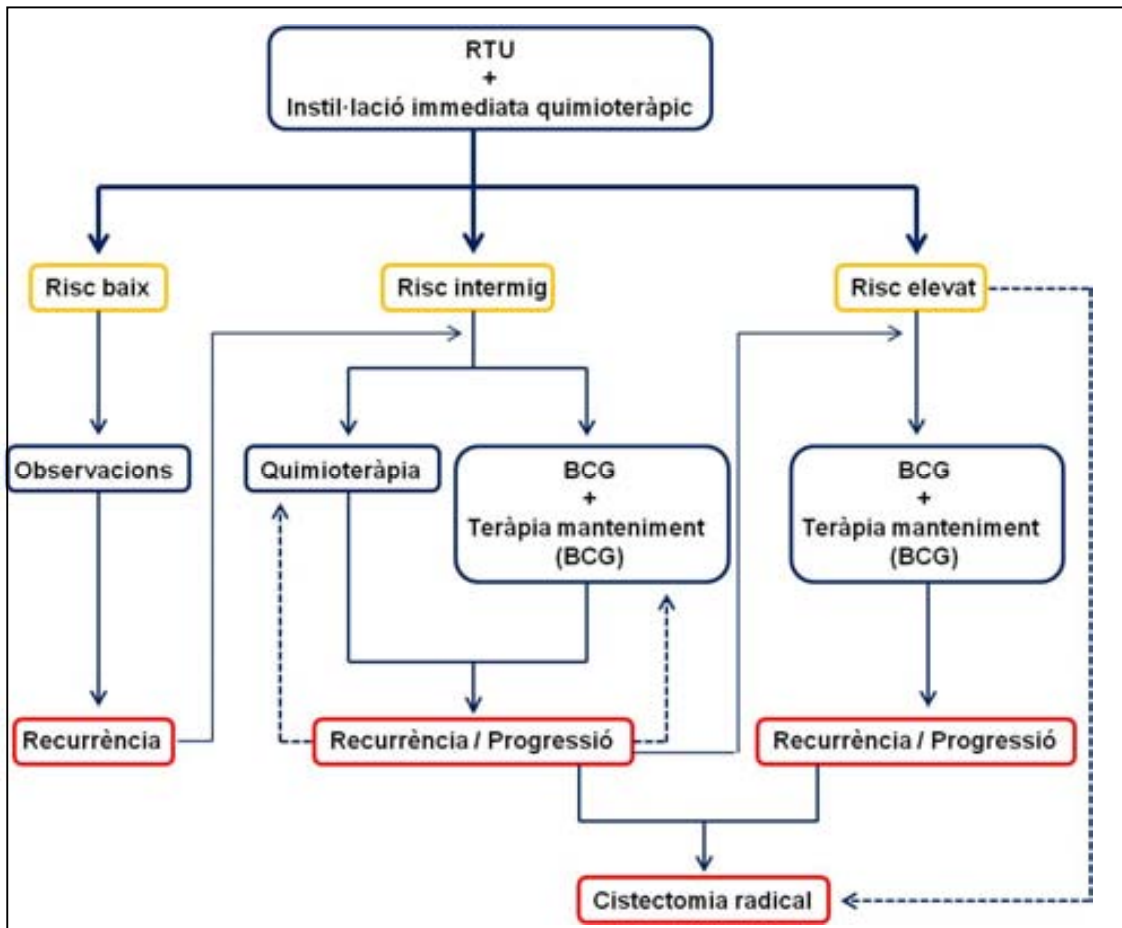 RTU
+
Instil·lació immediata quimioteràpic
Risc baix
Risc intermig
Risc elevat
Observacions
Quimioteràpia
BCG
+
Teràpia manteniment
(BCG)
BCG
+
Teràpia manteniment
(BCG)
Recurrència
Recurrència / Progressió
Recurrència / Progressió
Cistectomia radical